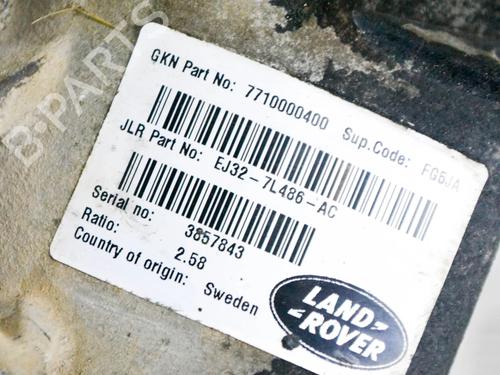 B-PARTS
GKN Part No: 7710000400 Sup.Code: FG5JA
JLR Part No: EJ32-7L486-AC
Serial no: 3857843
Ratio: 2.58
Country of origin: Sweden
LAND
ROVER